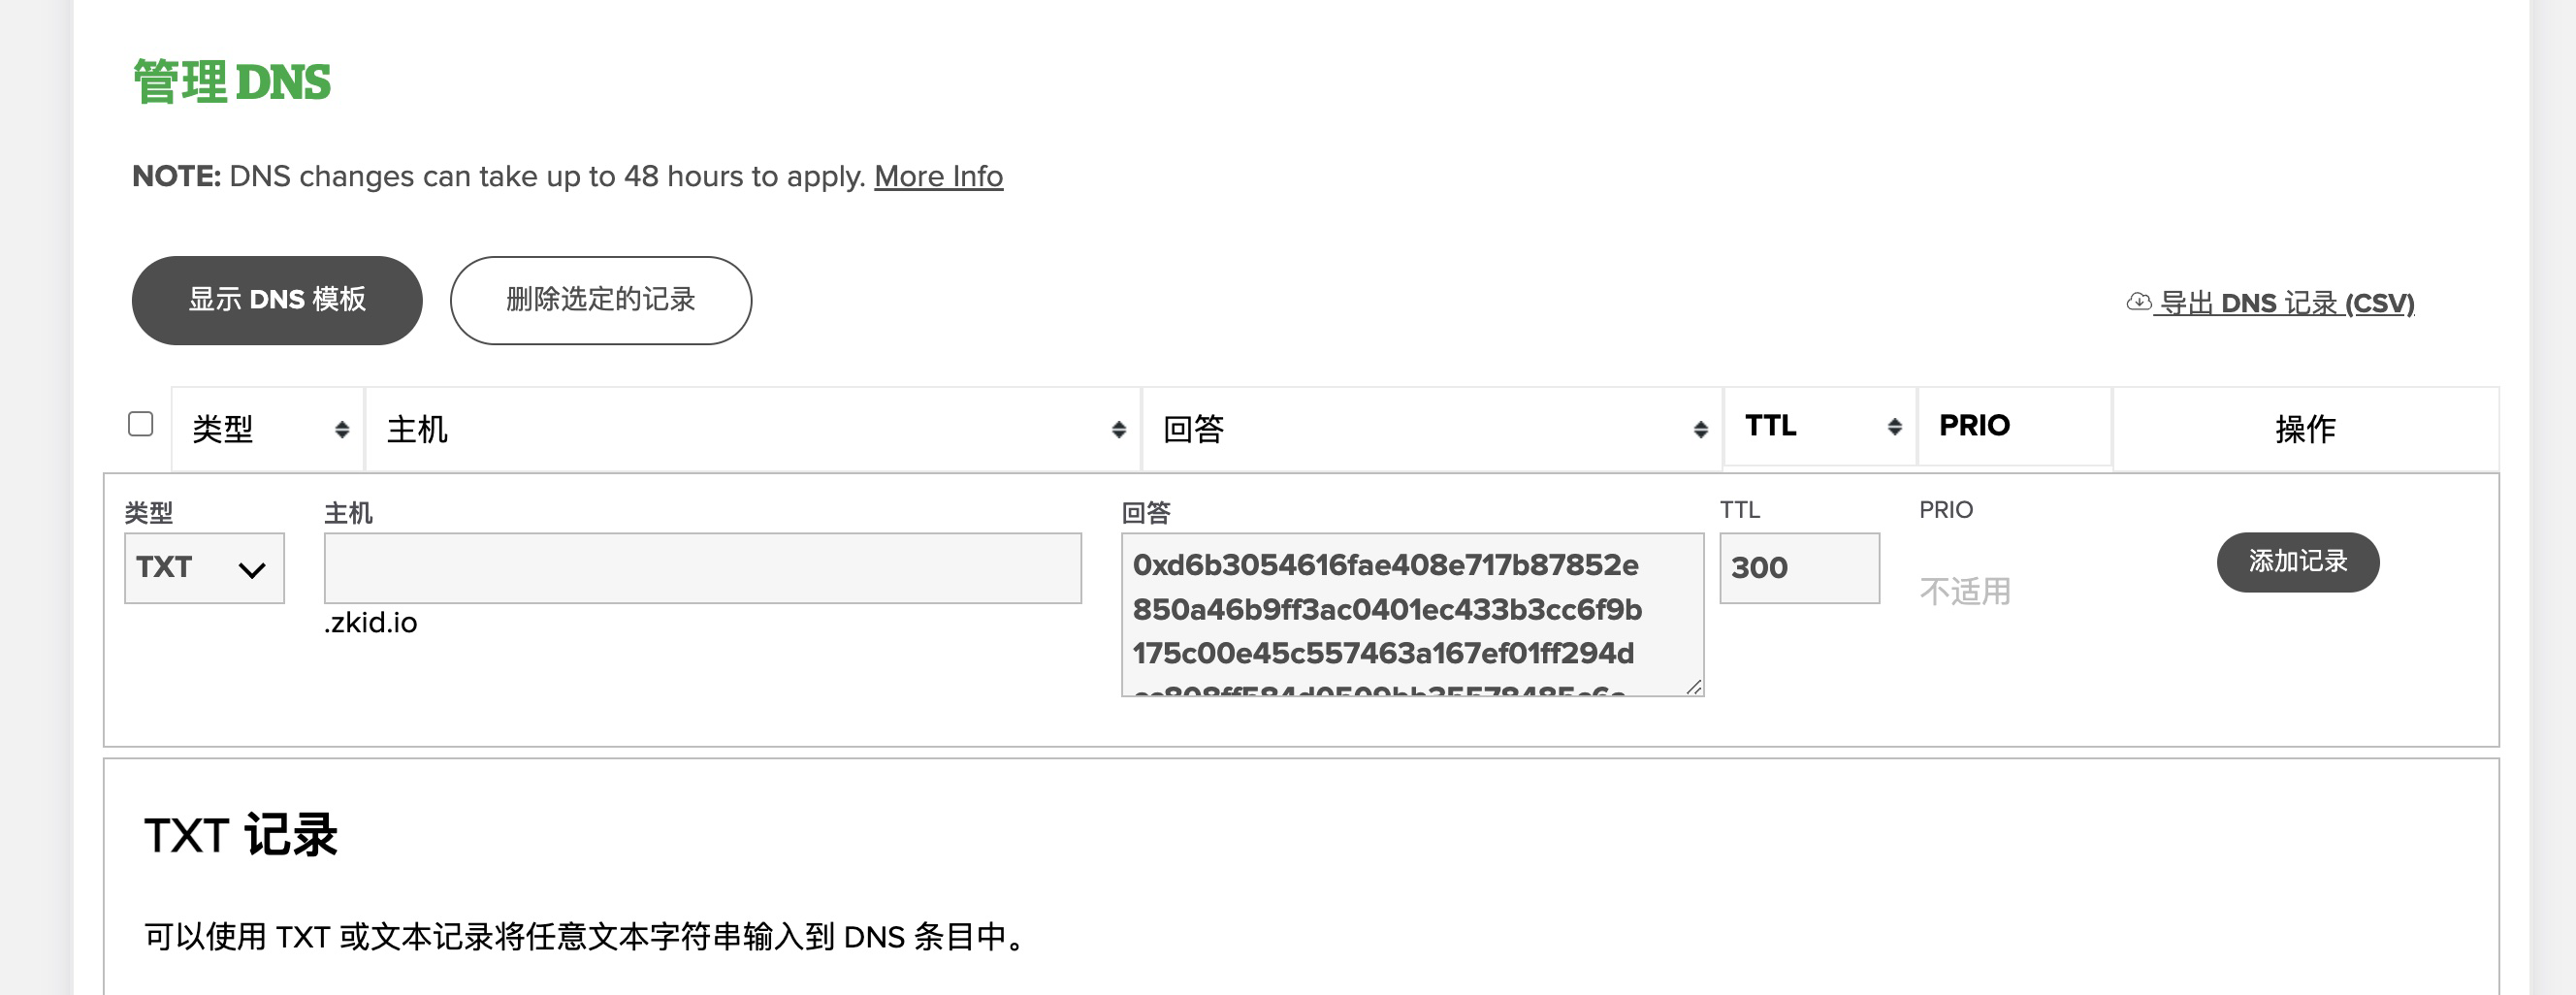 管理 DNS
NOTE: DNS changes can take up to 48 hours to apply. More Info
显示 DNS 模板
删除选定的记录
导出 DNS 记录 (CSV)
类型 主机 回答 TTL PRIO 操作
类型 主机 回答 TTL PRIO
TXT
0xd6b3054616fae408e717b87852e
850a46b9ff3ac0401ec433b3cc6f9b
175c00e45c557463a167ef01ff294d
300
不适用
添加记录
.zkid.io
TXT 记录
可以使用 TXT 或文本记录将任意文本字符串输入到 DNS 条目中。